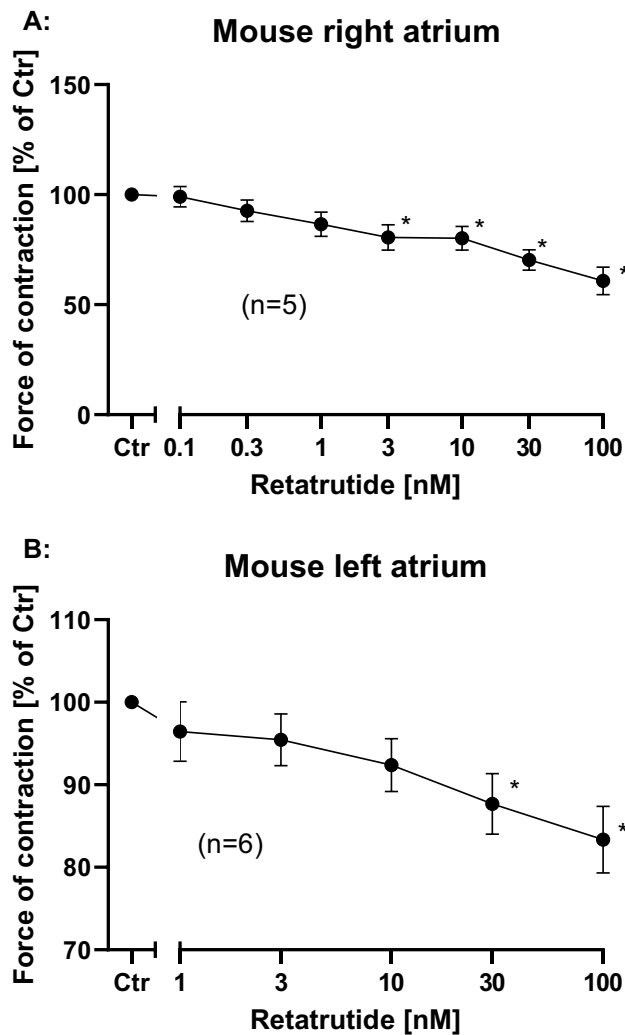 A:
Mouse right atrium
Force of contraction [% of Ctr]
150
100
50
0
*
*
*
*
(n=5)
Ctr 0.1 0.3 1 3 10 30 100
Retatrutide [nM]
B:
Mouse left atrium
Force of contraction [% of Ctr]
110
100
90
80
70
*
*
(n=6)
Ctr 1 3 10 30 100
Retatrutide [nM]